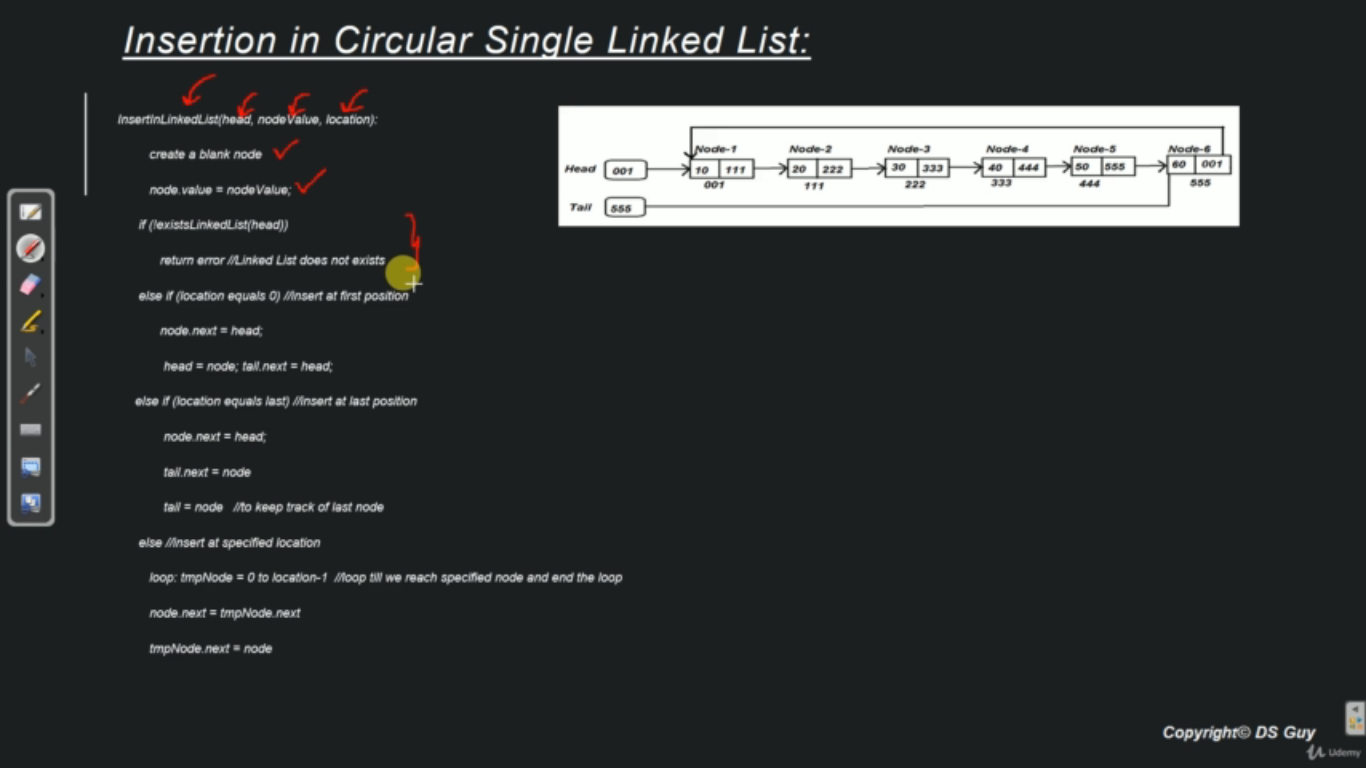 Insertion in Circular Single Linked List:
InsertInLinkedList(head, nodeValue, location):
create a blank node
node.value = nodeValue;
if (!existsLinkedList(head))
return error //Linked List does not exists
else if (location equals 0) //insert at first position
node.next = head;
head = node; tail.next = head;
else if (location equals last) //insert at last position
node.next = head;
tail.next = node
tail = node //to keep track of last node
else //insert at specified location
loop: tmpNode = 0 to location-1 //loop till we reach specified node and end the loop
node.next = tmpNode.next
tmpNode.next = node
Node-1 Node-2 Node-3 Node-4 Node-5 Node-6
Head 001 10 111 20 222 30 333 40 444 50 555 60 001
001 111 222 333 444 555
Tail 555
Copyright© DS Guy
Udemy